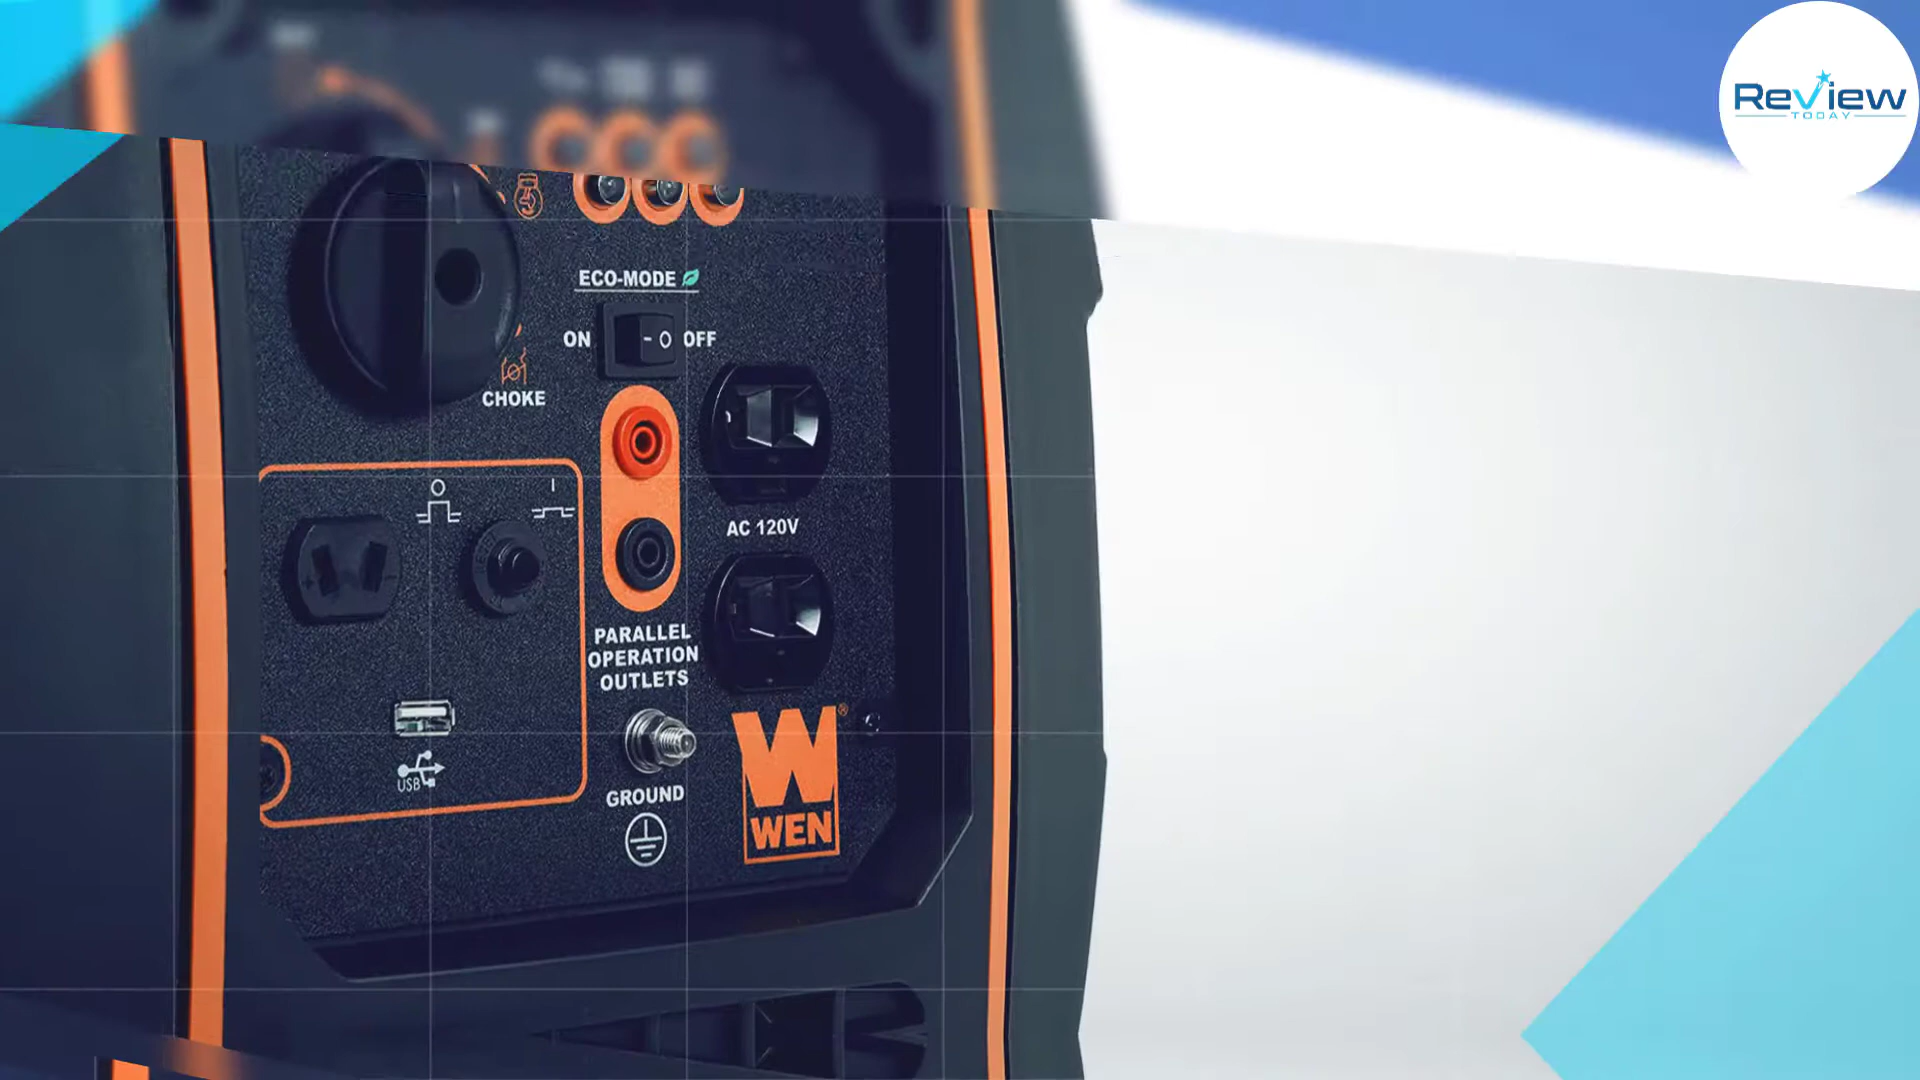 Review
TODAY
ECO-MODE
ON
OFF
CHOKE
AC 120V
PARALLEL
OPERATION
OUTLETS
USB
GROUND
W
WEN